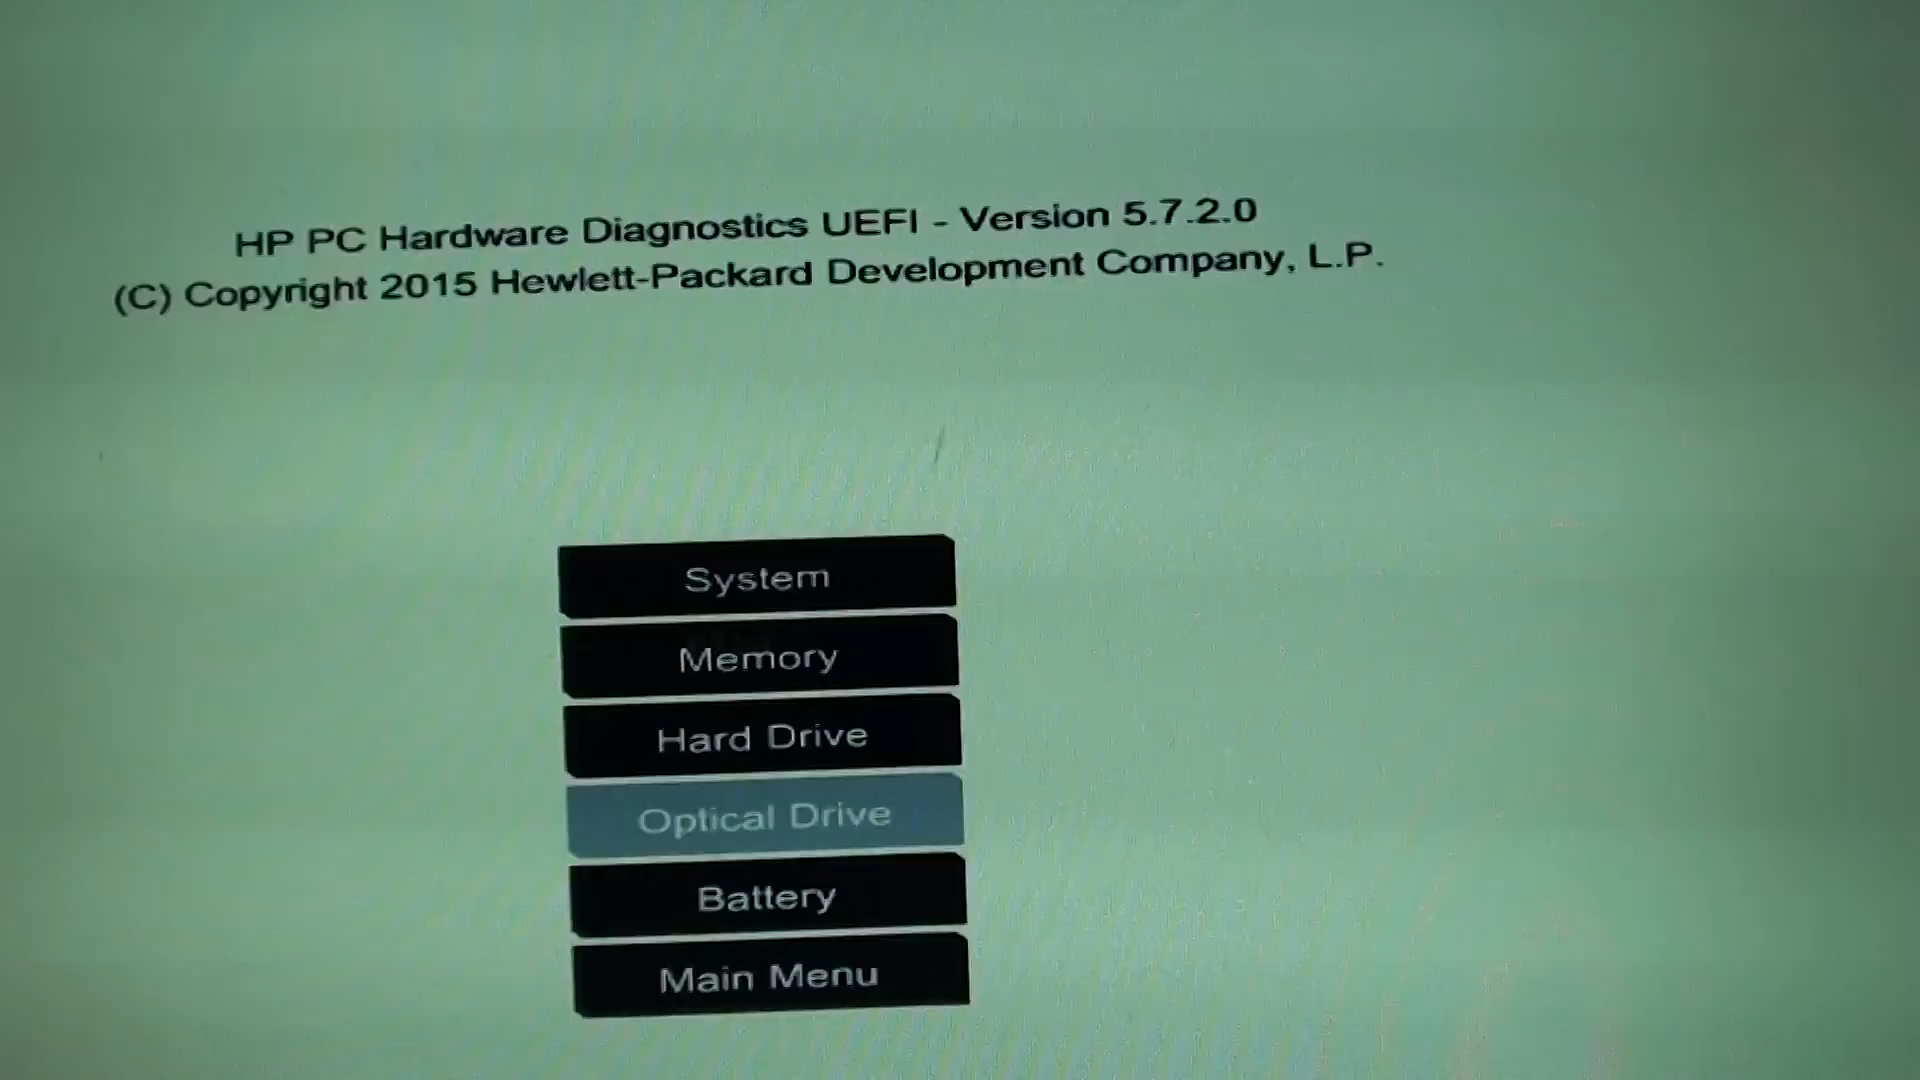 HP PC Hardware Diagnostics UEFI - Version 5.7.2.0
(C) Copyright 2015 Hewlett-Packard Development Company, L.P.
System
Memory
Hard Drive
Optical Drive
Battery
Main Menu